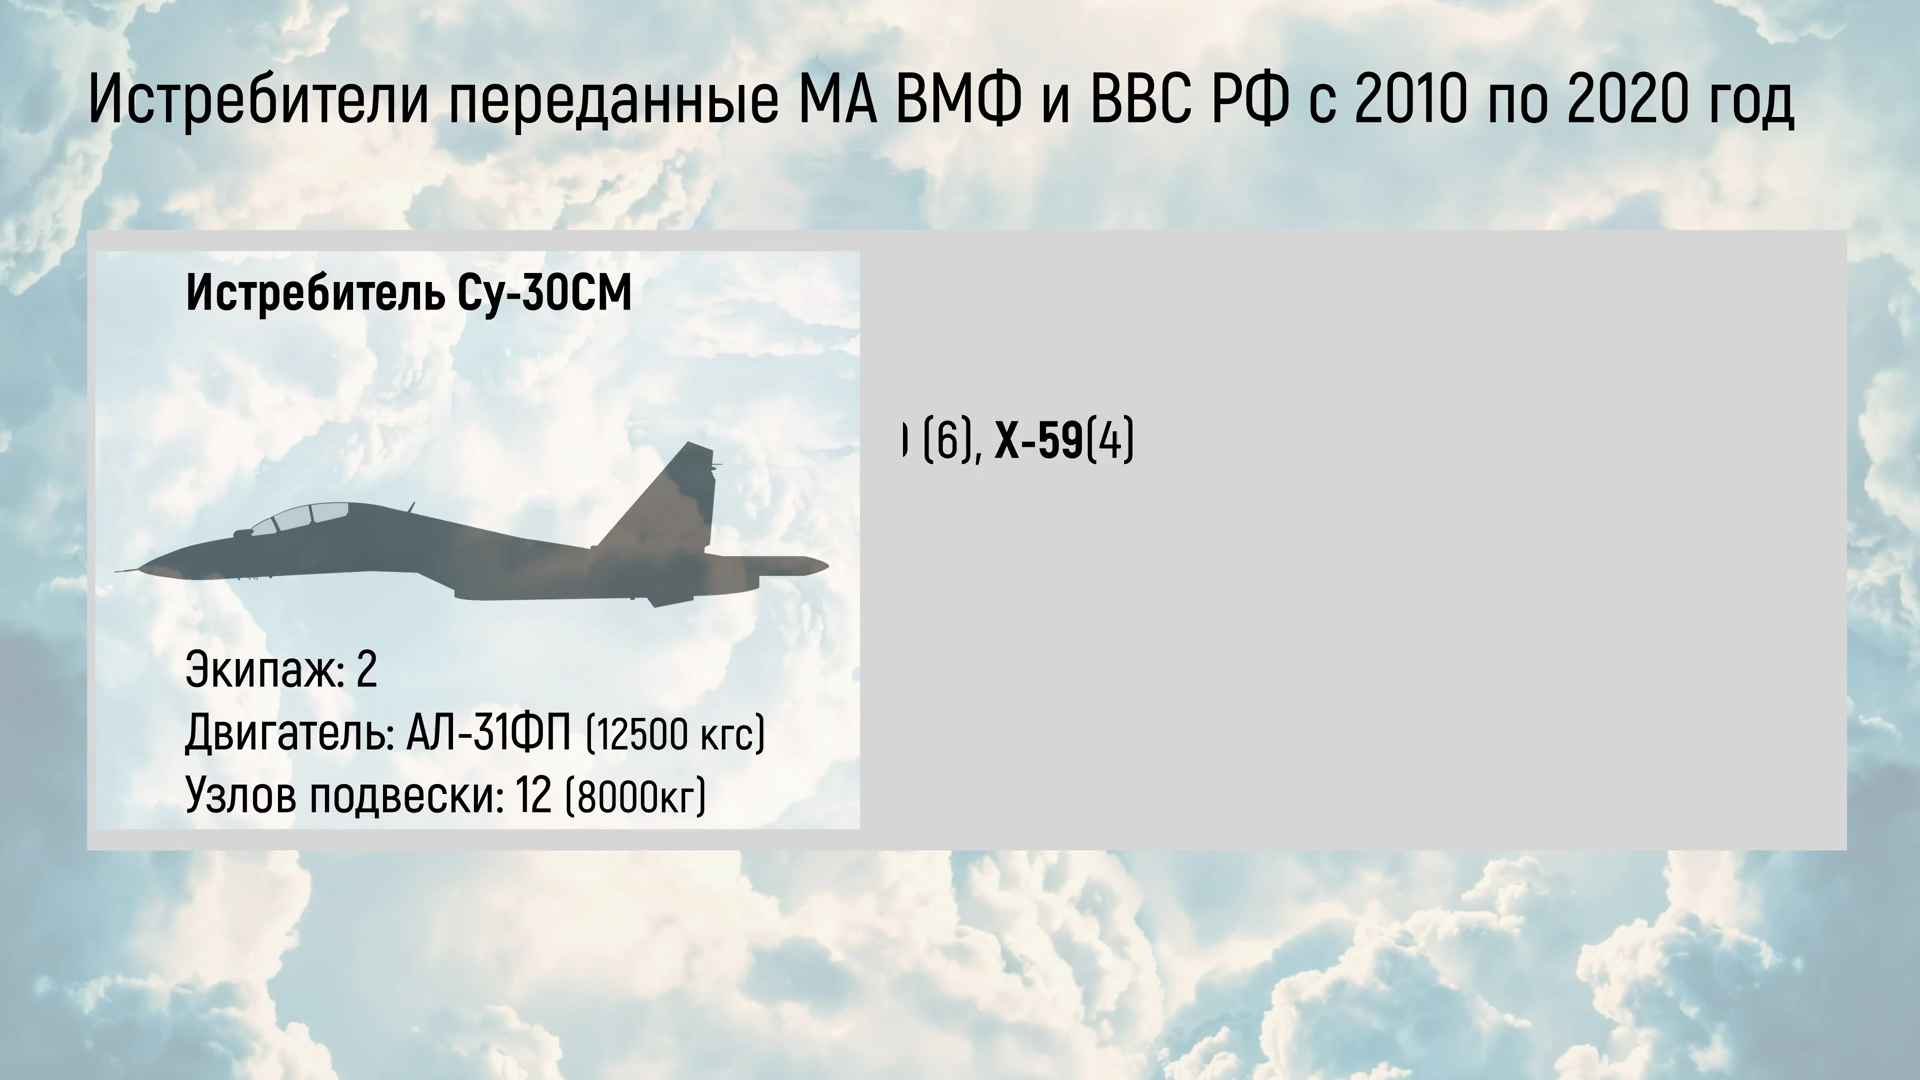 Истребители переданные МА ВМФ и ВВС РФ с 2010 по 2020 год
Истребитель Су-30СМ
(6), Х-59(4)
Экипаж: 2
Двигатель: АЛ-31ФП (12500 кгс)
Узлов подвески: 12 (8000кг)